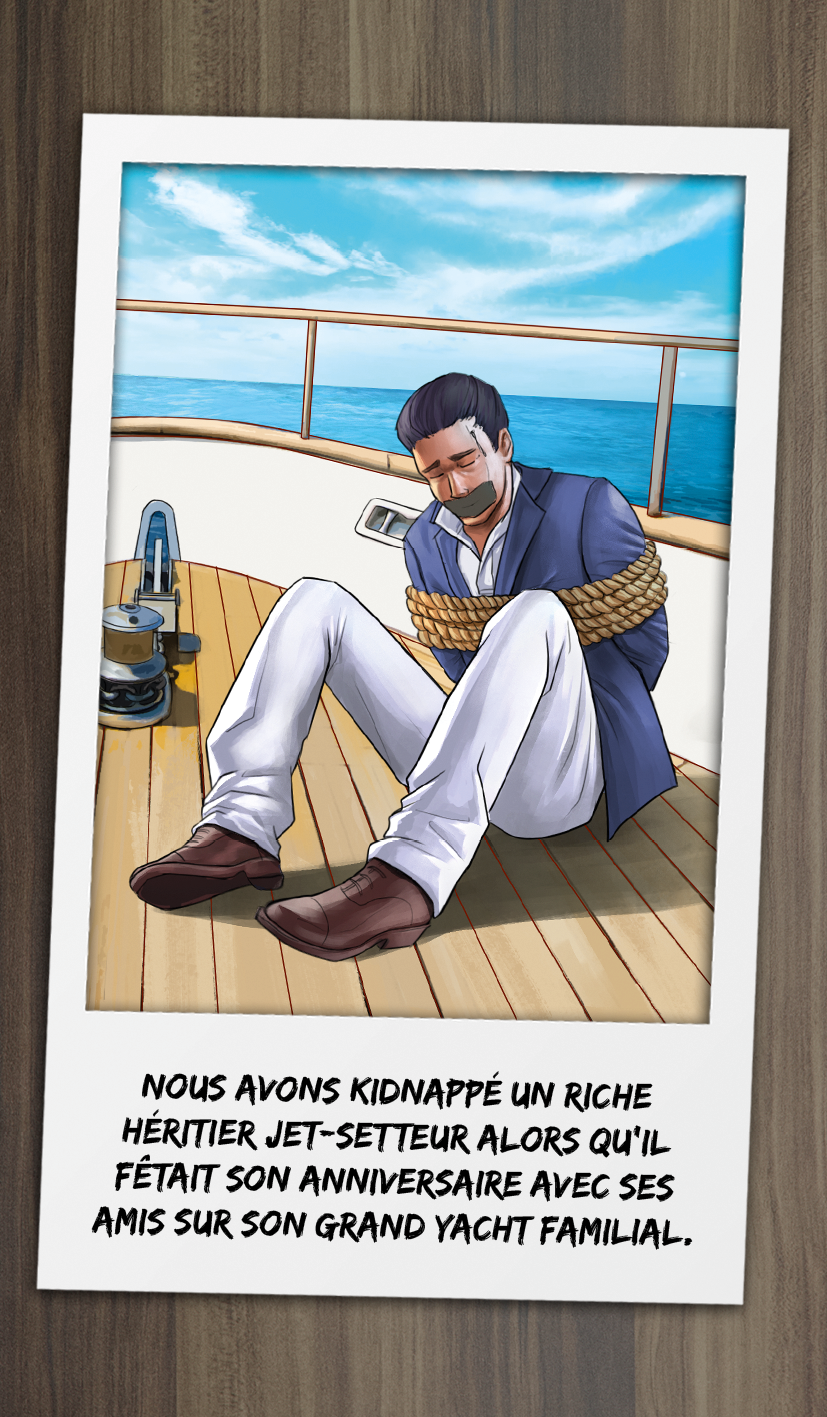 NOUS AVONS KIDNAPPÉ UN RICHE
HÉRITIER JET-SETTEUR ALORS QU'IL
FÊTAIT SON ANNIVERSAIRE AVEC SES
AMIS SUR SON GRAND YACHT FAMILIAL.